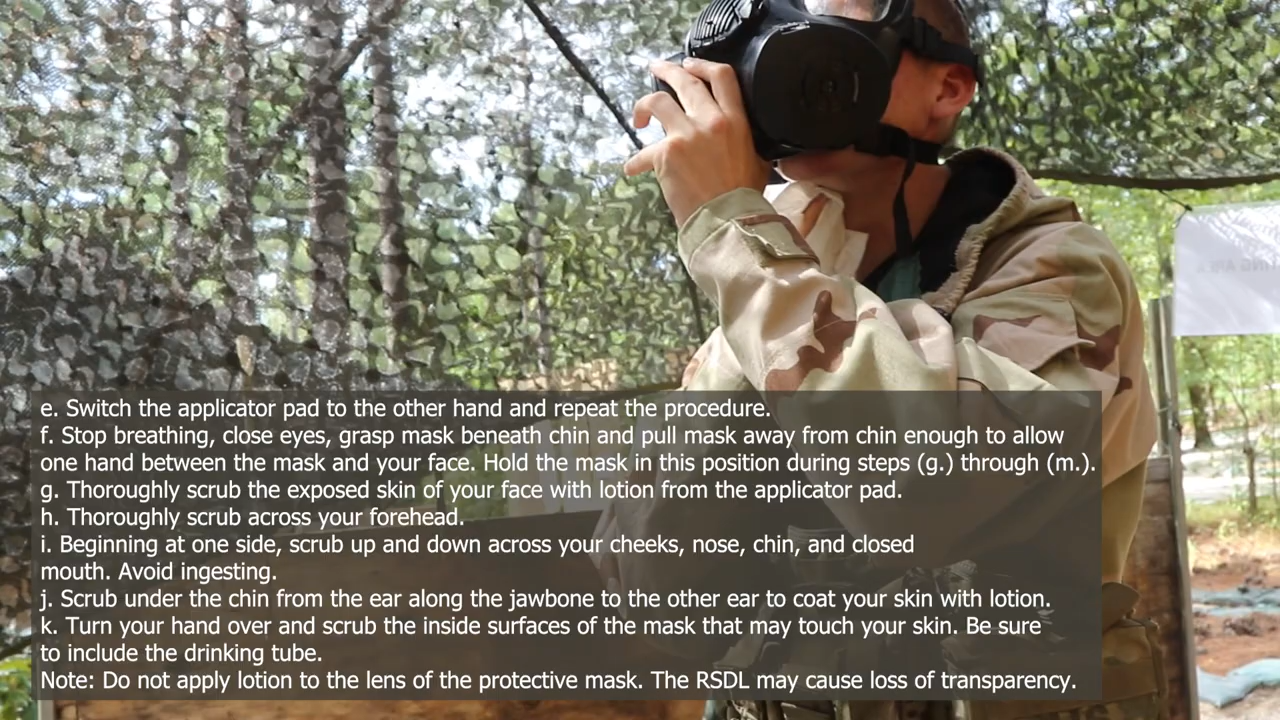 e. Switch the applicator pad to the other hand and repeat the procedure.
f. Stop breathing, close eyes, grasp mask beneath chin and pull mask away from chin enough to allow
one hand between the mask and your face. Hold the mask in this position during steps (g.) through (m.).
g. Thoroughly scrub the exposed skin of your face with lotion from the applicator pad.
h. Thoroughly scrub across your forehead.
i. Beginning at one side, scrub up and down across your cheeks, nose, chin, and closed
mouth. Avoid ingesting.
j. Scrub under the chin from the ear along the jawbone to the other ear to coat your skin with lotion.
k. Turn your hand over and scrub the inside surfaces of the mask that may touch your skin. Be sure
to include the drinking tube.
Note: Do not apply lotion to the lens of the protective mask. The RSDL may cause loss of transparency.